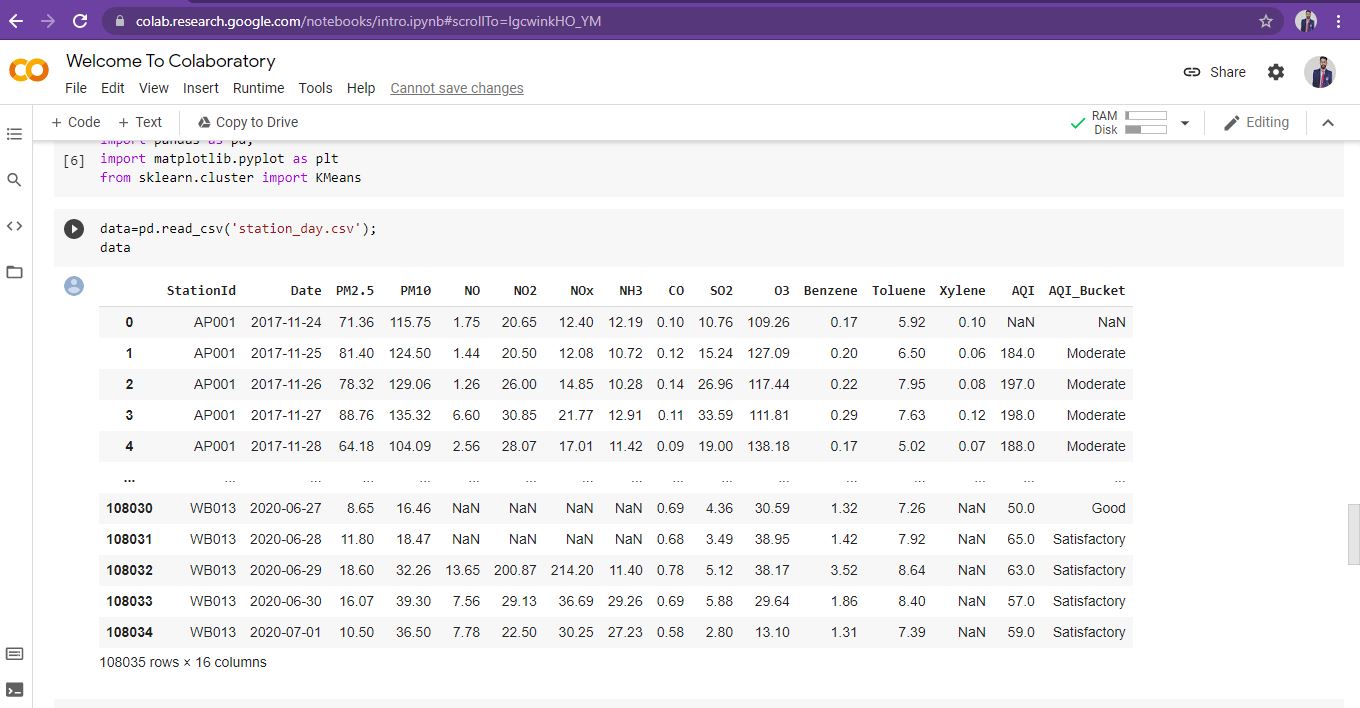 colab.research.google.com/notebooks/intro.ipynb#scrollTo=IgcwinkHO_YM
Welcome To Colaboratory
File Edit View Insert Runtime Tools Help Cannot save changes
Share
+ Code + Text Copy to Drive
RAM
Disk
Editing
import pandas as pd;
[6] import matplotlib.pyplot as plt
from sklearn.cluster import KMeans
data=pd.read_csv('station_day.csv');
data
StationId Date PM2.5 PM10 NO NO2 NOx NH3 CO SO2 O3 Benzene Toluene Xylene AQI AQI_Bucket
0 AP001 2017-11-24 71.36 115.75 1.75 20.65 12.40 12.19 0.10 10.76 109.26 0.17 5.92 0.10 NaN NaN
1 AP001 2017-11-25 81.40 124.50 1.44 20.50 12.08 10.72 0.12 15.24 127.09 0.20 6.50 0.06 184.0 Moderate
2 AP001 2017-11-26 78.32 129.06 1.26 26.00 14.85 10.28 0.14 26.96 117.44 0.22 7.95 0.08 197.0 Moderate
3 AP001 2017-11-27 88.76 135.32 6.60 30.85 21.77 12.91 0.11 33.59 111.81 0.29 7.63 0.12 198.0 Moderate
4 AP001 2017-11-28 64.18 104.09 2.56 28.07 17.01 11.42 0.09 19.00 138.18 0.17 5.02 0.07 188.0 Moderate
... ... ... ... ... ... ... ... ... ... ... ... ... ... ... ... ...
108030 WB013 2020-06-27 8.65 16.46 NaN NaN NaN NaN 0.69 4.36 30.59 1.32 7.26 NaN 50.0 Good
108031 WB013 2020-06-28 11.80 18.47 NaN NaN NaN NaN 0.68 3.49 38.95 1.42 7.92 NaN 65.0 Satisfactory
108032 WB013 2020-06-29 18.60 32.26 13.65 200.87 214.20 11.40 0.78 5.12 38.17 3.52 8.64 NaN 63.0 Satisfactory
108033 WB013 2020-06-30 16.07 39.30 7.56 29.13 36.69 29.26 0.69 5.88 29.64 1.86 8.40 NaN 57.0 Satisfactory
108034 WB013 2020-07-01 10.50 36.50 7.78 22.50 30.25 27.23 0.58 2.80 13.10 1.31 7.39 NaN 59.0 Satisfactory
108035 rows × 16 columns